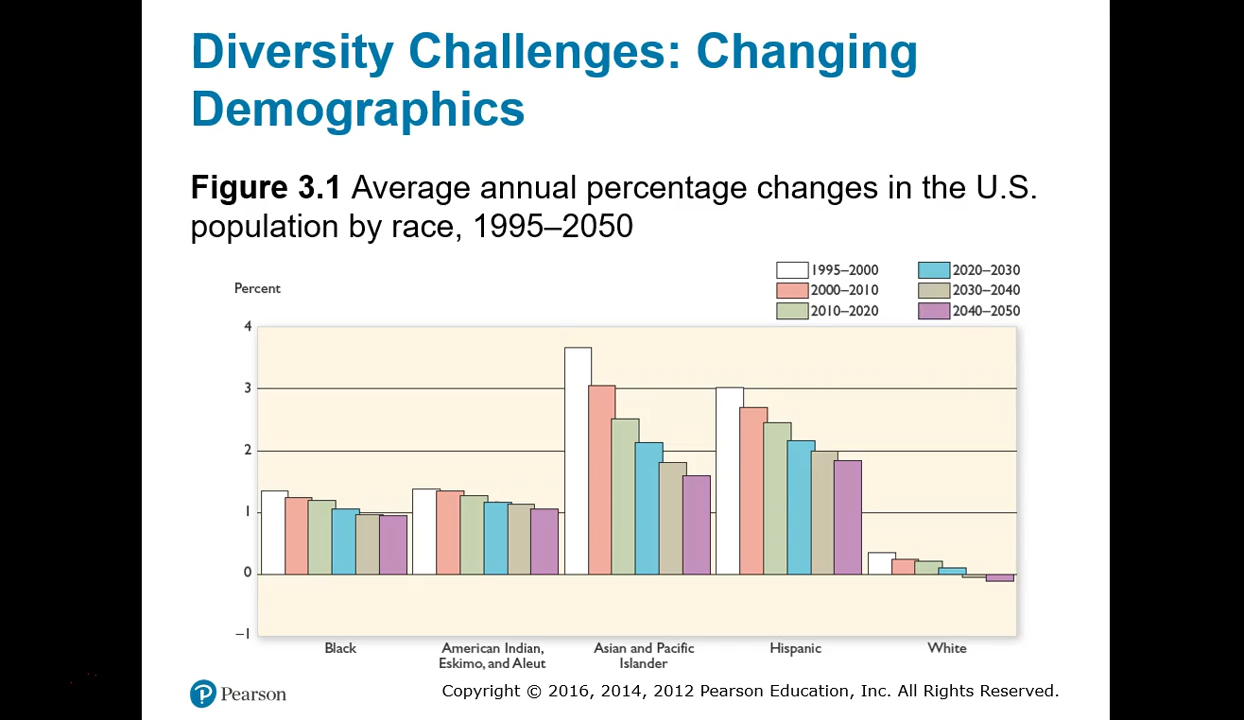 Diversity Challenges: Changing
Demographics
Figure 3.1 Average annual percentage changes in the U.S.
population by race, 1995–2050
1995–2000
2020–2030
Percent
2000–2010
2030–2040
2010–2020
2040–2050
4
3
2
1
0
–1
Black
American Indian,
Eskimo, and Aleut
Asian and Pacific
Islander
Hispanic
White
Pearson
Copyright © 2016, 2014, 2012 Pearson Education, Inc. All Rights Reserved.